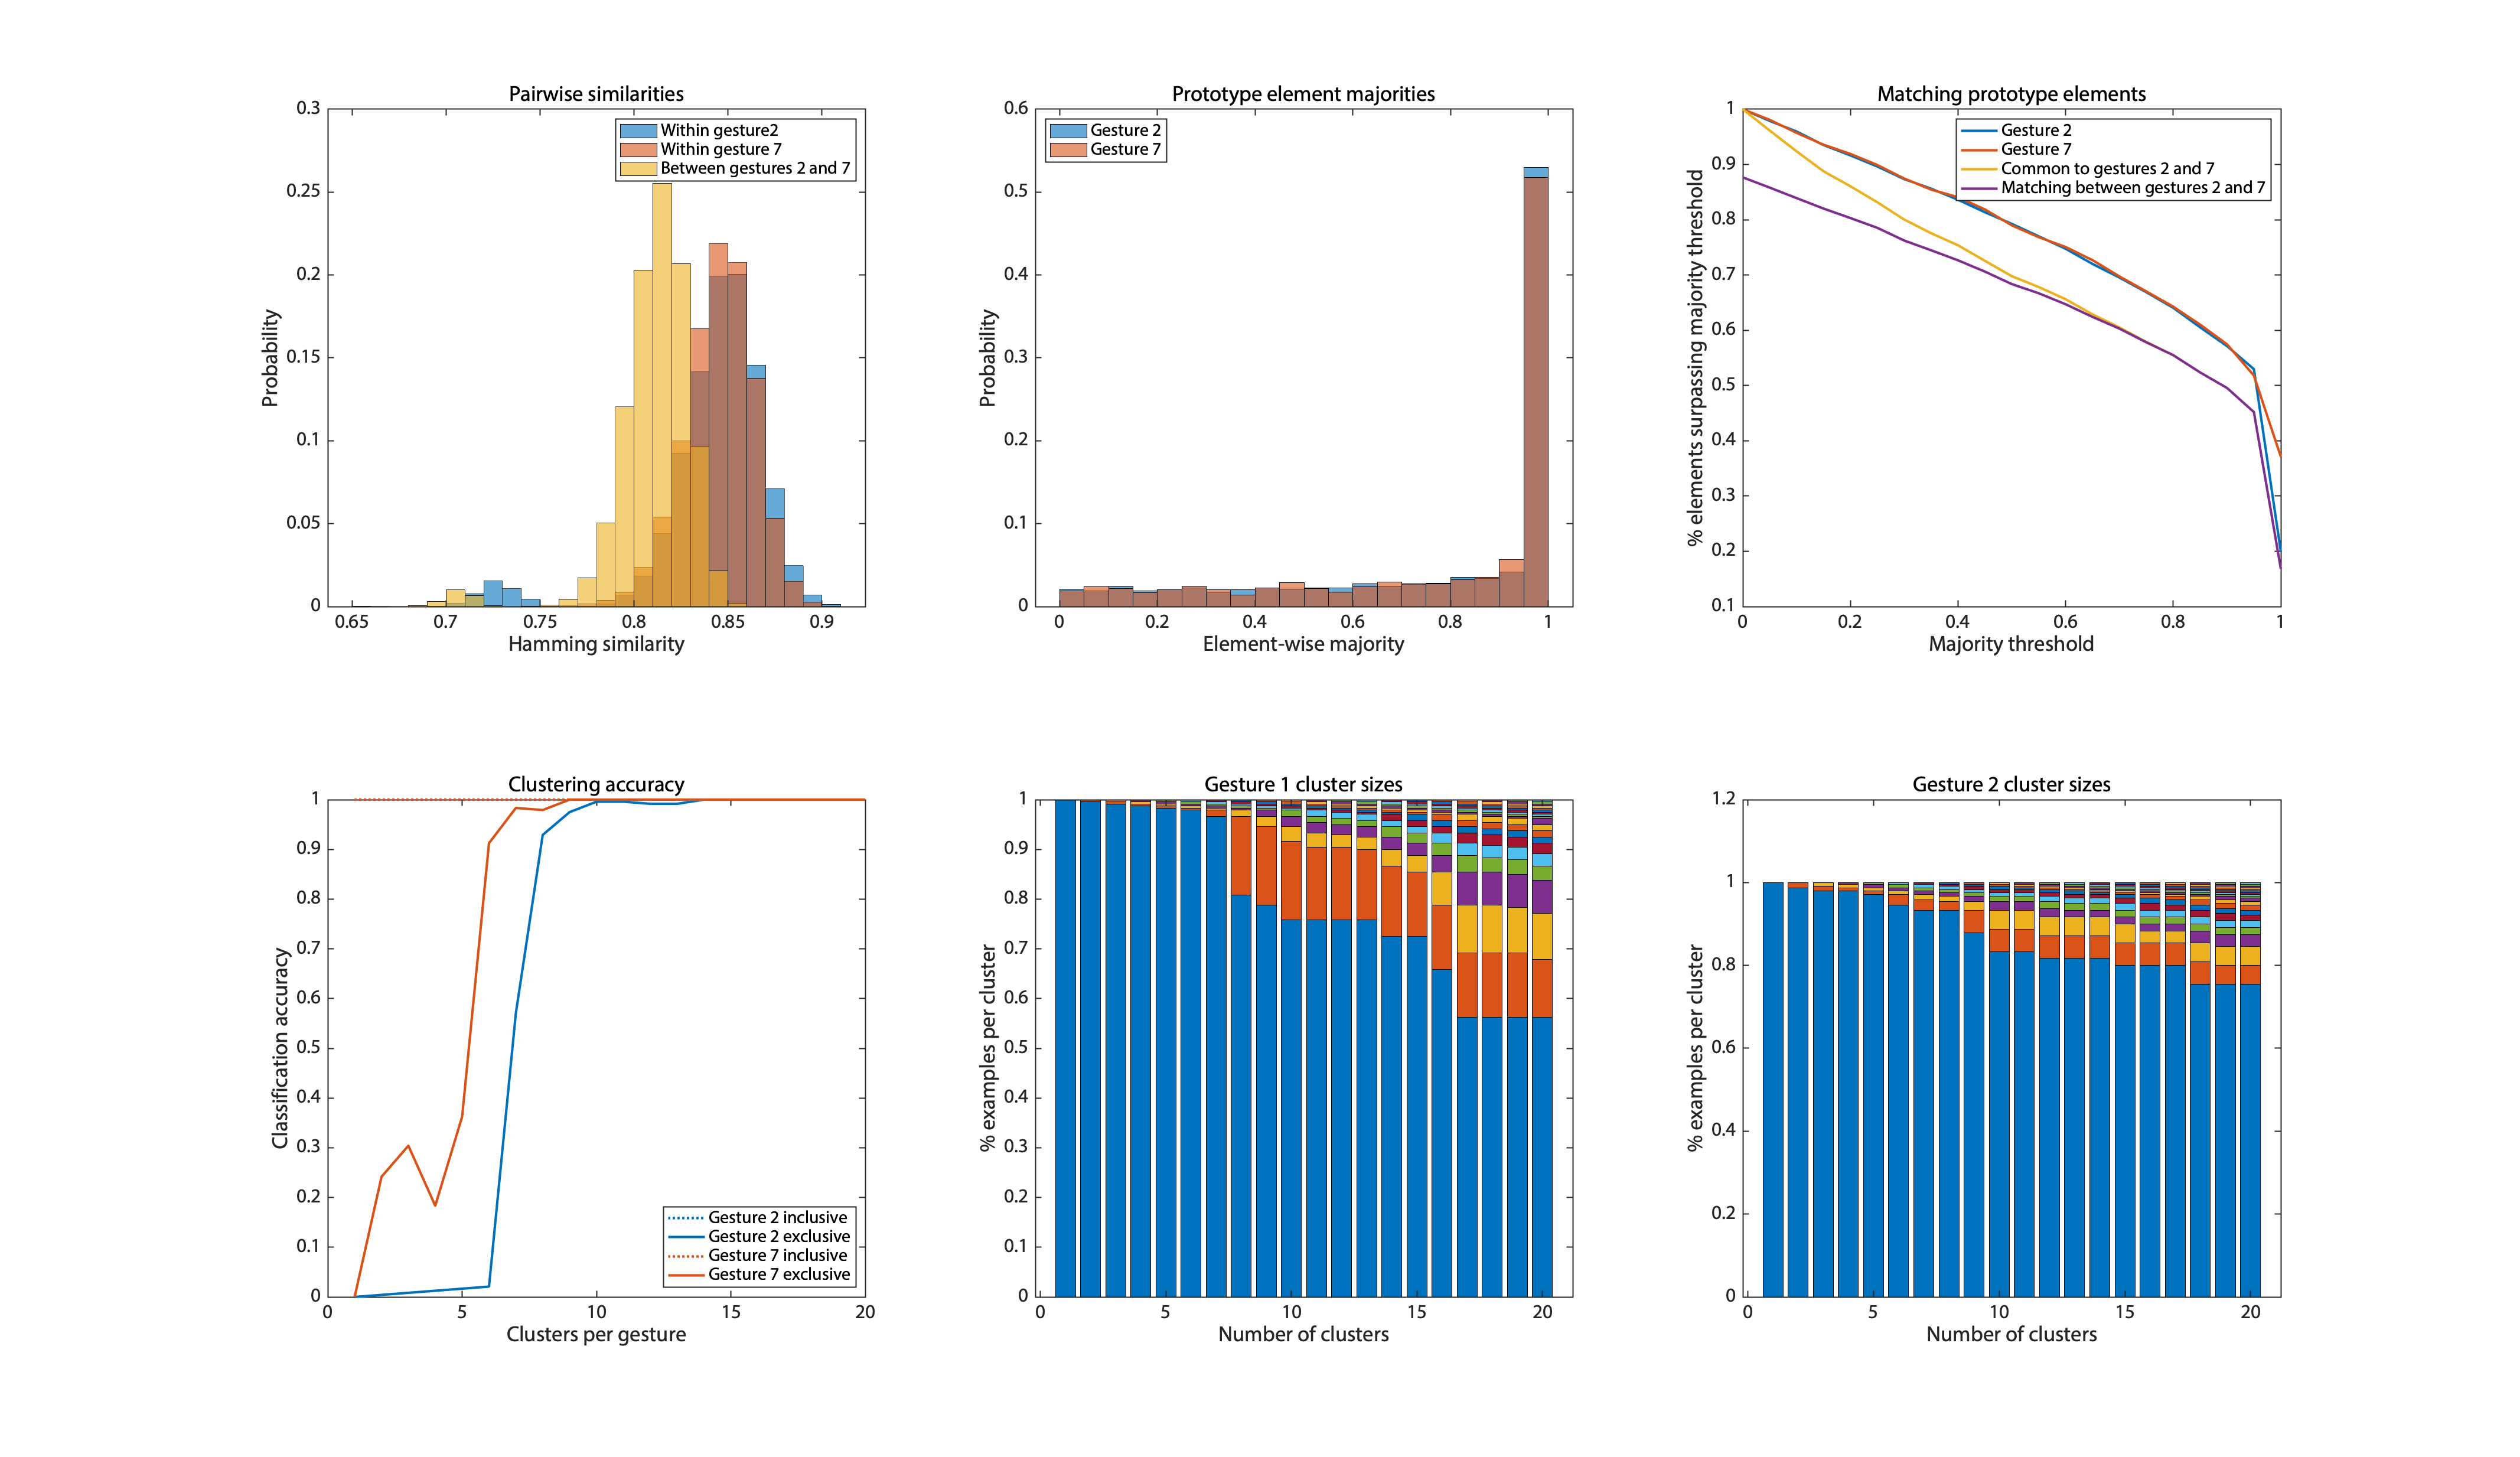 Pairwise similarities
0.3
0.25
0.2
0.15
0.1
0.05
0
Probability
Within gesture2
Within gesture 7
Between gestures 2 and 7
0.65 0.7 0.75 0.8 0.85 0.9
Hamming similarity
Prototype element majorities
0.6
0.5
0.4
0.3
0.2
0.1
0
Probability
Gesture 2
Gesture 7
0 0.2 0.4 0.6 0.8 1
Element-wise majority
Matching prototype elements
1
0.9
0.8
0.7
0.6
0.5
0.4
0.3
0.2
0.1
% elements surpassing majority threshold
Gesture 2
Gesture 7
Common to gestures 2 and 7
Matching between gestures 2 and 7
0 0.2 0.4 0.6 0.8 1
Majority threshold
Clustering accuracy
1
0.9
0.8
0.7
0.6
0.5
0.4
0.3
0.2
0.1
0
Classification accuracy
Gesture 2 inclusive
Gesture 2 exclusive
Gesture 7 inclusive
Gesture 7 exclusive
0 5 10 15 20
Clusters per gesture
Gesture 1 cluster sizes
1
0.9
0.8
0.7
0.6
0.5
0.4
0.3
0.2
0.1
0
% examples per cluster
0 5 10 15 20
Number of clusters
Gesture 2 cluster sizes
1.2
1
0.8
0.6
0.4
0.2
0
% examples per cluster
0 5 10 15 20
Number of clusters